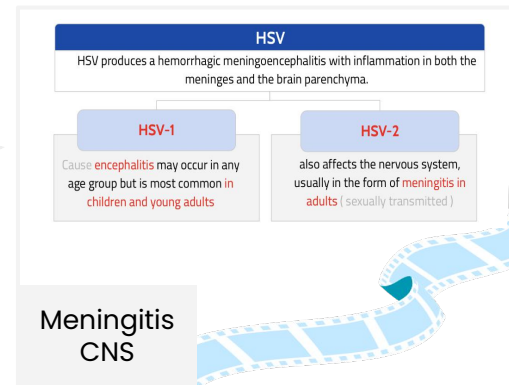 HSV
HSV produces a hemorrhagic meningoencephalitis with inflammation in both the
meninges and the brain parenchyma.
HSV-1
Cause encephalitis may occur in any
age group but is most common in
children and young adults
HSV-2
also affects the nervous system,
usually in the form of meningitis in
adults ( sexually transmitted )
Meningitis
CNS